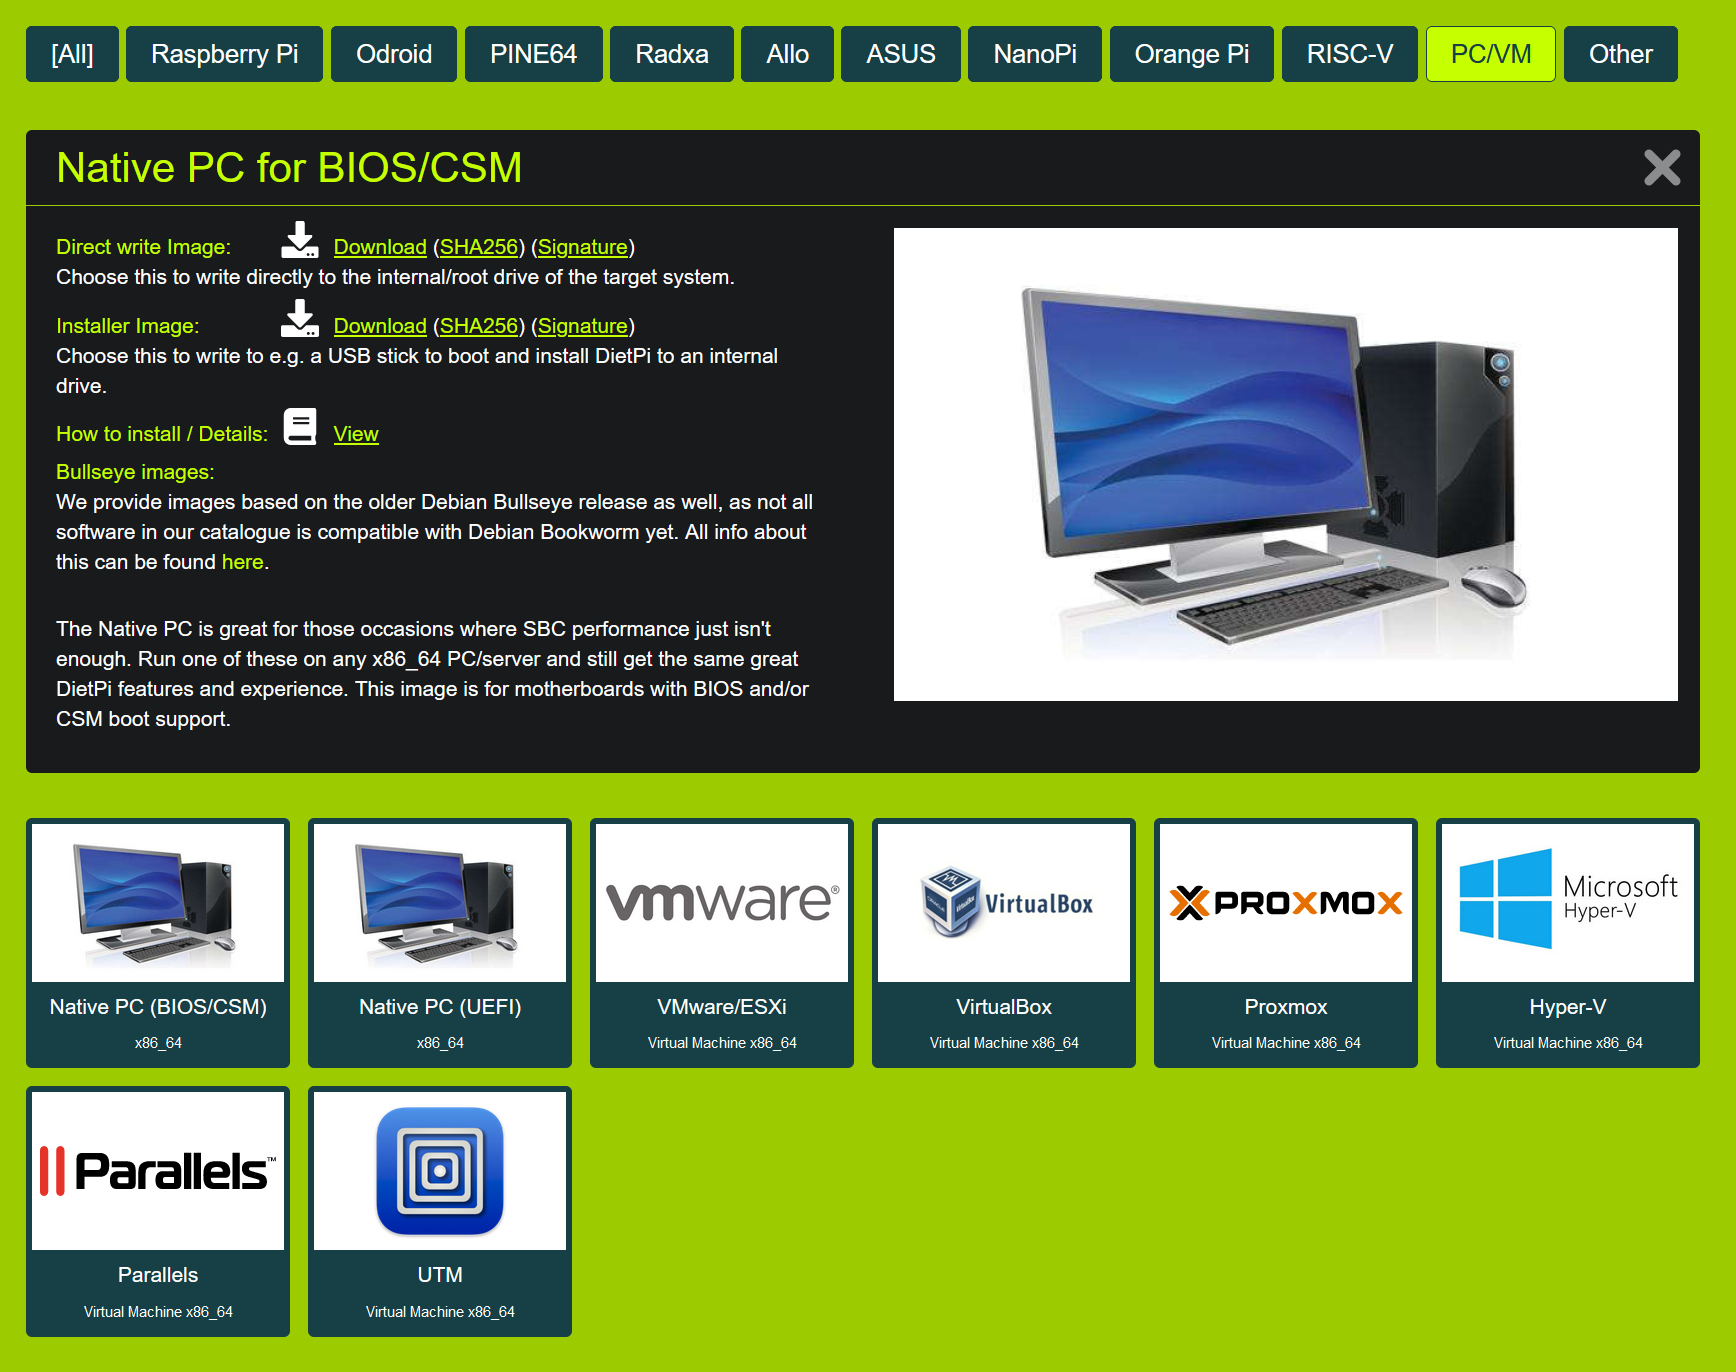 [All] Raspberry Pi Odroid PINE64 Radxa Allo ASUS NanoPi Orange Pi RISC-V PC/VM Other
Native PC for BIOS/CSM
Direct write Image: Download (SHA256) (Signature)
Choose this to write directly to the internal/root drive of the target system.
Installer Image: Download (SHA256) (Signature)
Choose this to write to e.g. a USB stick to boot and install DietPi to an internal
drive.
How to install / Details: View
Bullseye images:
We provide images based on the older Debian Bullseye release as well, as not all
software in our catalogue is compatible with Debian Bookworm yet. All info about
this can be found here.
The Native PC is great for those occasions where SBC performance just isn't
enough. Run one of these on any x86_64 PC/server and still get the same great
DietPi features and experience. This image is for motherboards with BIOS and/or
CSM boot support.
vmware®
VirtualBox
PROXMOX
Microsoft
Hyper-V
Native PC (BIOS/CSM) Native PC (UEFI) VMware/ESXi VirtualBox Proxmox Hyper-V
x86_64 x86_64 Virtual Machine x86_64 Virtual Machine x86_64 Virtual Machine x86_64 Virtual Machine x86_64
Parallels™
Parallels UTM
Virtual Machine x86_64 Virtual Machine x86_64